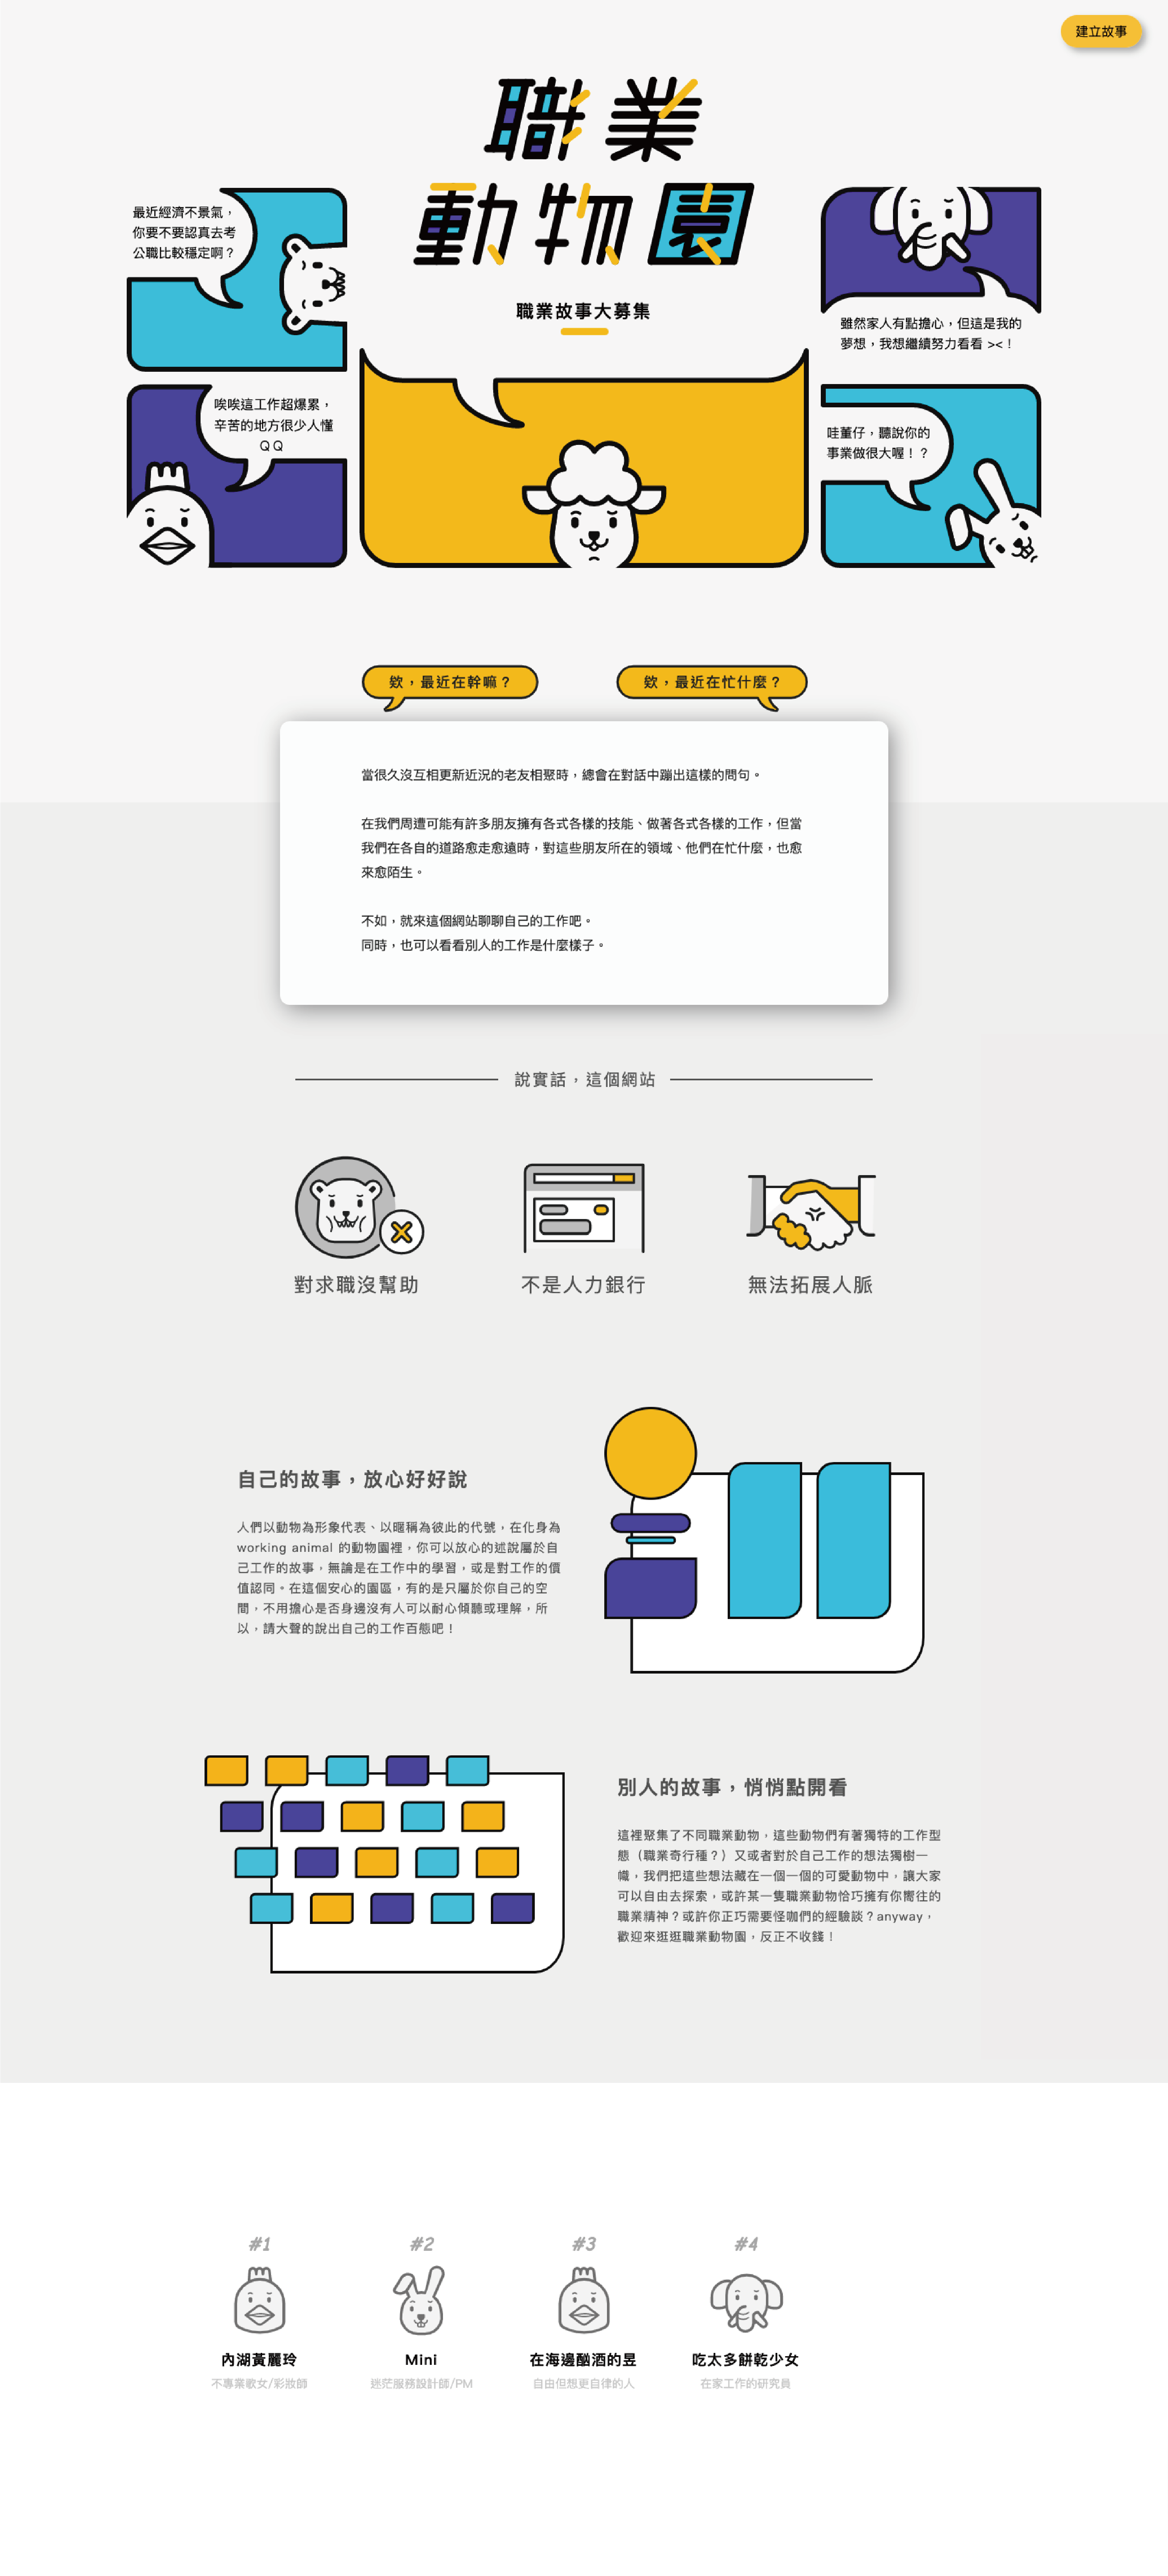 建立故事
職業
動物園
職業故事大募集
最近經濟不景氣，
你要不要認真去考
公職比較穩定啊？
雖然家人有點擔心，但這是我的
夢想，我想繼續努力看看 ><！
唉唉這工作超爆累，
辛苦的地方很少人懂
QQ
哇董仔，聽說你的
事業做很大喔！？
欸，最近在幹嘛？
欸，最近在忙什麼？
當很久沒互相更新近況的老友相聚時，總會在對話中蹦出這樣的問句。
在我們周遭可能有許多朋友擁有各式各樣的技能、做著各式各樣的工作，但當
我們在各自的道路愈走愈遠時，對這些朋友所在的領域、他們在忙什麼，也愈
來愈陌生。
不如，就來這個網站聊聊自己的工作吧。
同時，也可以看看別人的工作是什麼樣子。
說實話，這個網站
對求職沒幫助
不是人力銀行
無法拓展人脈
自己的故事，放心好好說
人們以動物為形象代表、以暱稱為彼此的代號，在化身為
working animal 的動物園裡，你可以放心的述說屬於自
己工作的故事，無論是在工作中的學習，或是對工作的價
值認同。在這個安心的園區，有的是只屬於你自己的空
間，不用擔心是否身邊沒有人可以耐心傾聽或理解，所
以，請大聲的說出自己的工作百態吧！
別人的故事，悄悄點開看
這裡聚集了不同職業動物，這些動物們有著獨特的工作型
態（職業奇行種？）又或者對於自己工作的想法獨樹一
幟，我們把這些想法藏在一個一個的可愛動物中，讓大家
可以自由去探索，或許某一隻職業動物恰巧擁有你嚮往的
職業精神？或許你正巧需要怪咖們的經驗談？anyway，
歡迎來逛逛職業動物園，反正不收錢！
#1
內湖黃麗玲
不專業歌女/彩妝師
#2
Mini
迷茫服務設計師/PM
#3
在海邊酗酒的昱
自由但想更自律的人
#4
吃太多餅乾少女
在家工作的研究員